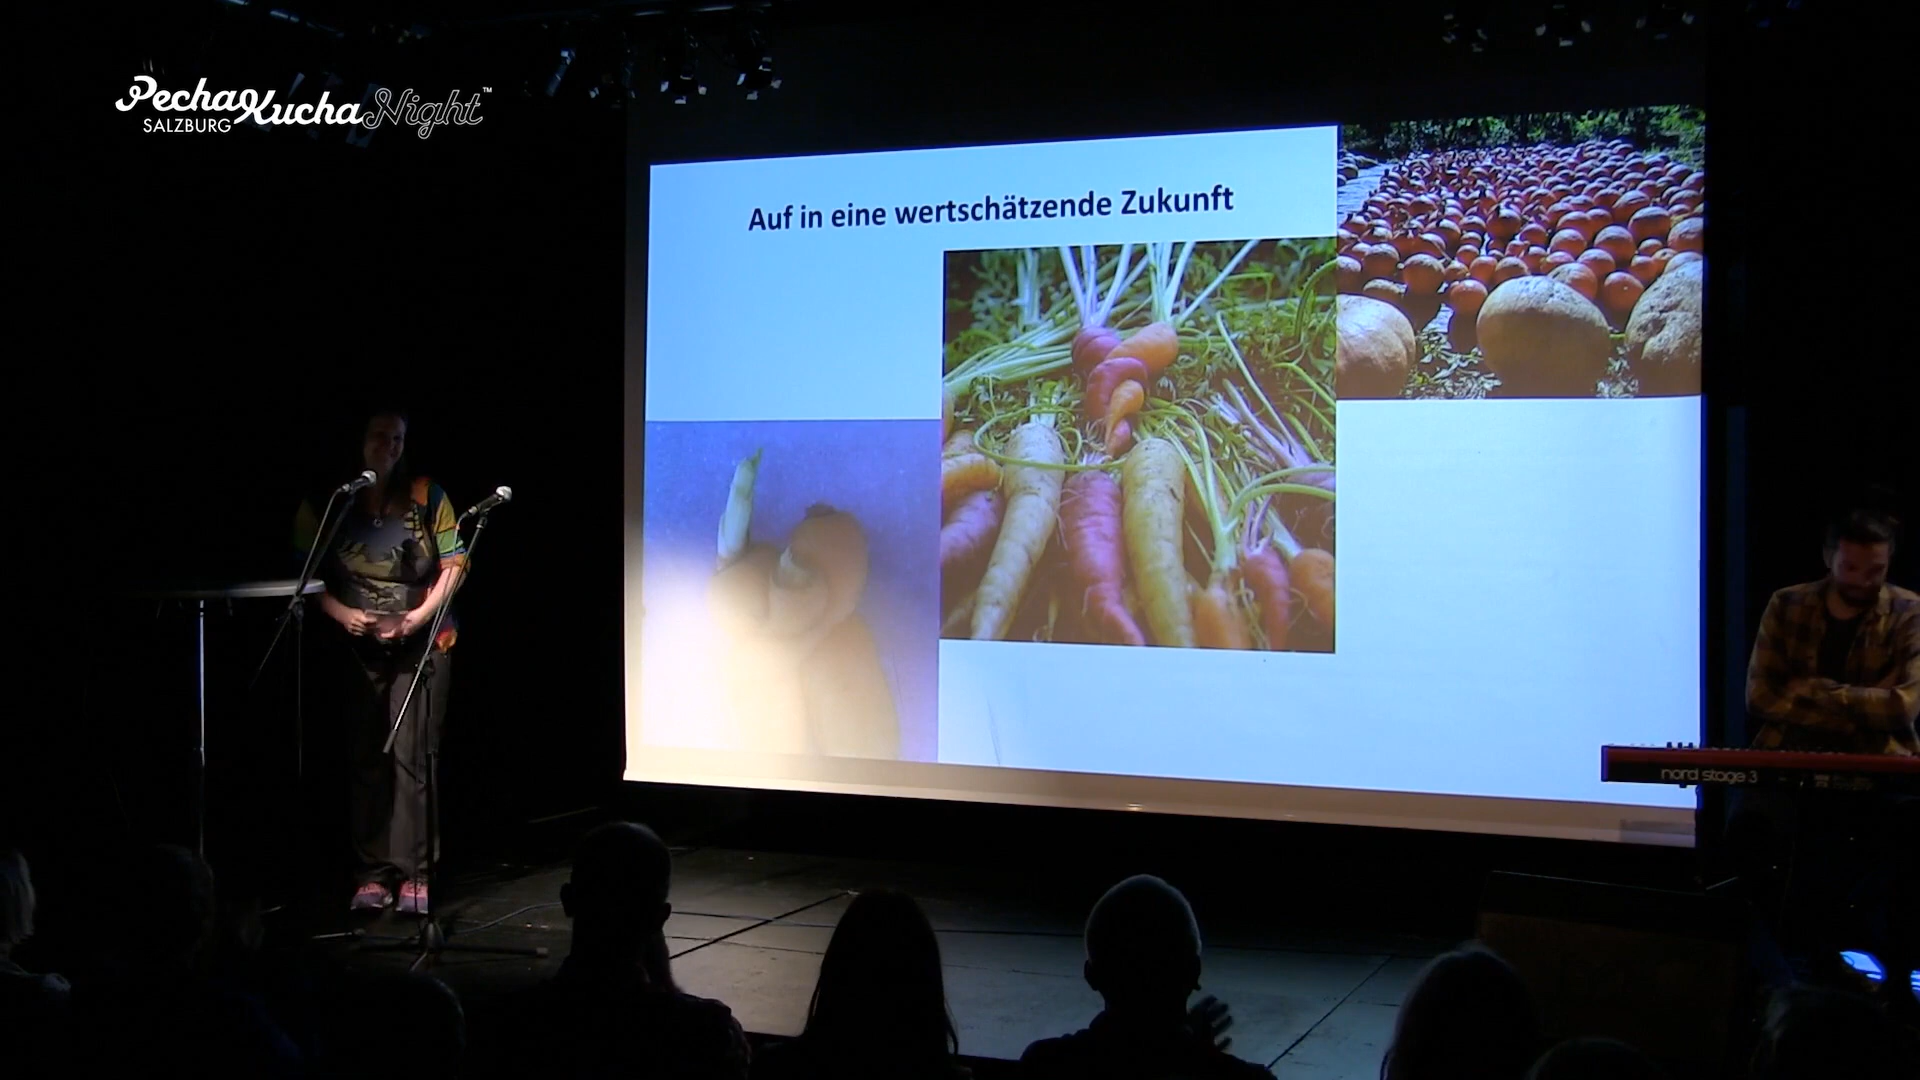 PechaKuchaNight™
SALZBURG
Auf in eine wertschätzende Zukunft
nord stage 3